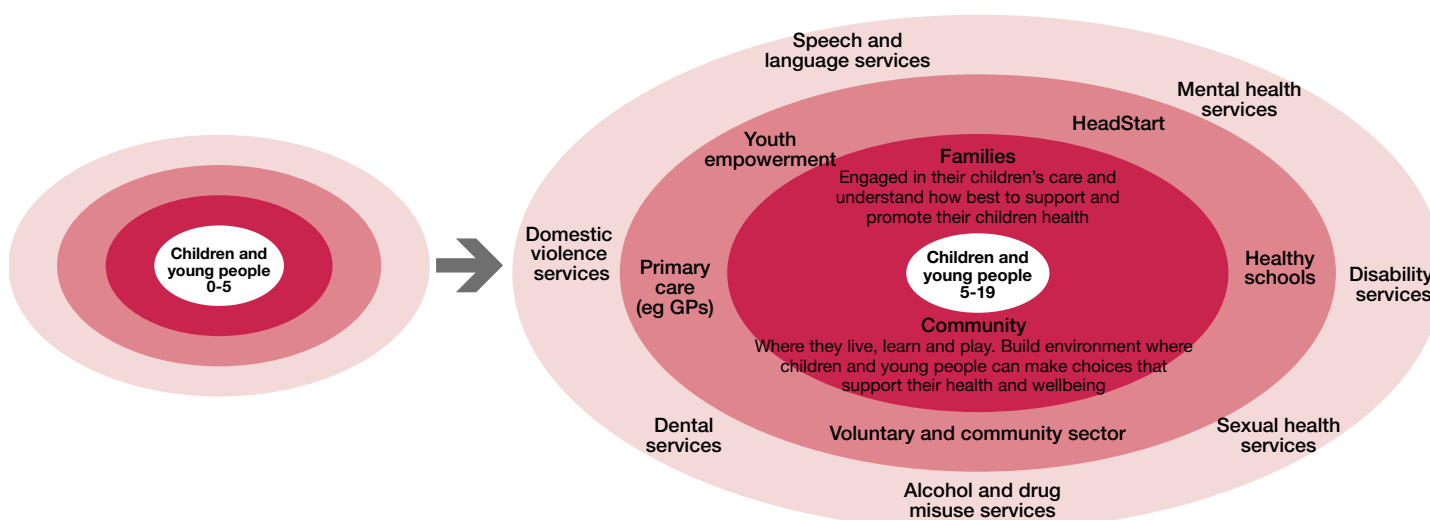 Children and
young people
0-5
Speech and
language services
Mental health
services
HeadStart
Youth
empowerment
Families
Engaged in their children’s care and
understand how best to support and
promote their children health
Domestic
violence
services
Primary
care
(eg GPs)
Children and
young people
5-19
Healthy
schools
Disability
services
Community
Where they live, learn and play. Build environment where
children and young people can make choices that
support their health and wellbeing
Dental
services
Voluntary and community sector
Sexual health
services
Alcohol and drug
misuse services